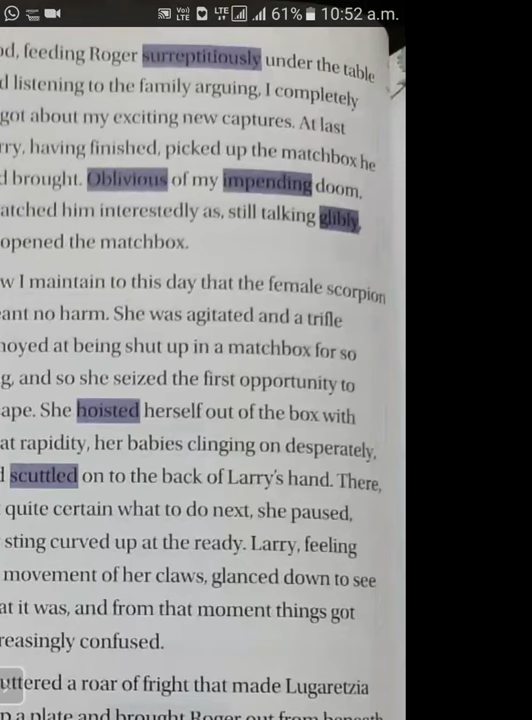 61% 10:52 a.m.
od, feeding Roger surreptitiously under the table
d listening to the family arguing, I completely
got about my exciting new captures. At last
rry, having finished, picked up the matchbox he
d brought. Oblivious of my impending doom,
atched him interestedly as, still talking glibly,
opened the matchbox.
w I maintain to this day that the female scorpion
ant no harm. She was agitated and a trifle
noyed at being shut up in a matchbox for so
g, and so she seized the first opportunity to
ape. She hoisted herself out of the box with
at rapidity, her babies clinging on desperately,
d scuttled on to the back of Larry's hand. There,
quite certain what to do next, she paused,
sting curved up at the ready. Larry, feeling
movement of her claws, glanced down to see
at it was, and from that moment things got
reasingly confused.
uttered a roar of fright that made Lugaretzia
p a plate and brought Roger out from beneath